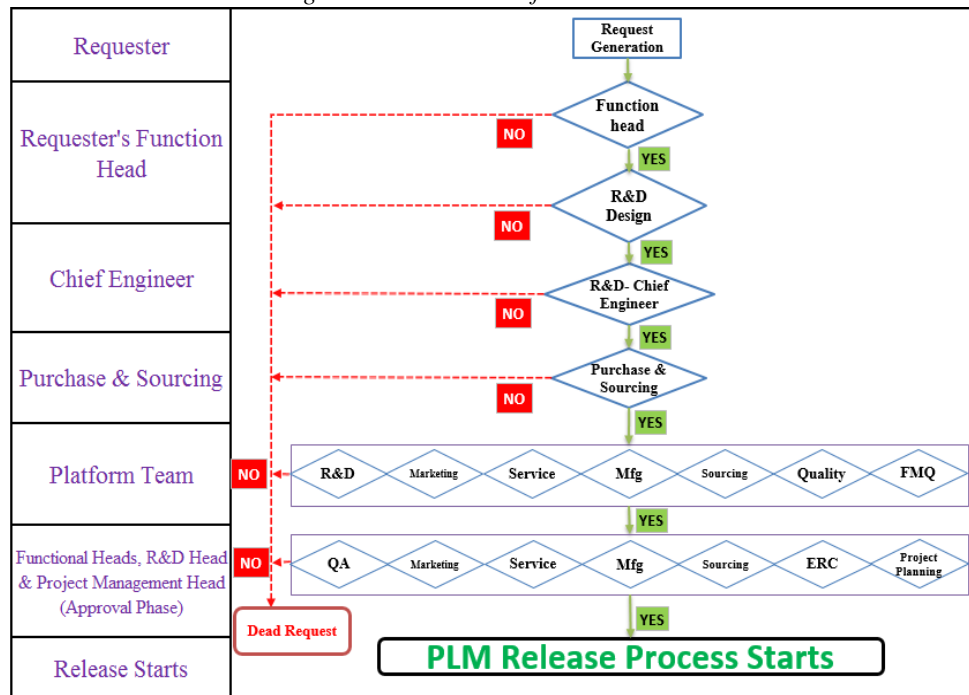 Requester
Request
Generation
Requester's Function
Head
Function
head
NO
YES
R&D
Design
NO
YES
Chief Engineer
R&D- Chief
Engineer
NO
YES
Purchase & Sourcing
Purchase &
Sourcing
NO
YES
Platform Team
NO
R&D
Marketing
Service
Mfg
Sourcing
Quality
FMQ
YES
Functional Heads, R&D Head
& Project Management Head
(Approval Phase)
NO
QA
Marketing
Service
Mfg
Sourcing
ERC
Project
Planning
YES
Dead Request
Release Starts
PLM Release Process Starts